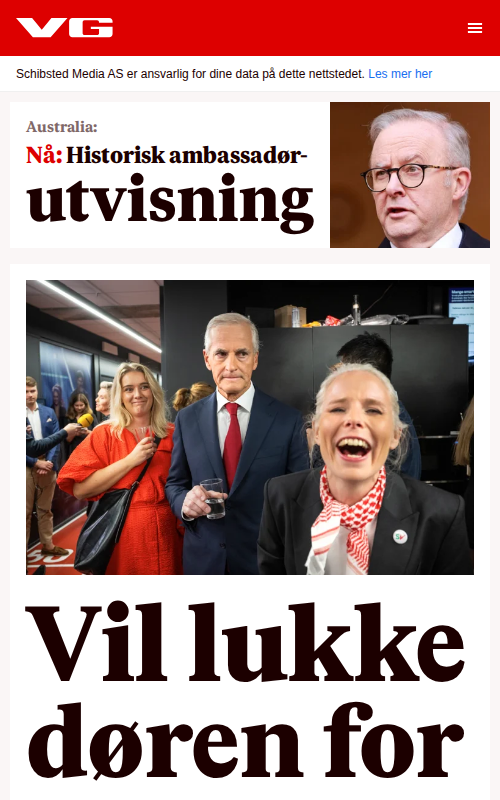 VG
Schibsted Media AS er ansvarlig for dine data på dette nettstedet. Les mer her
Australia:
Nå: Historisk ambassadør-
utvisning
Vil lukke
døren for